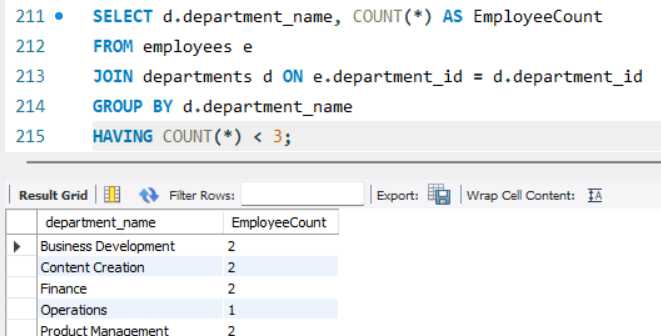 211 SELECT d.department_name, COUNT(*) AS EmployeeCount
212 FROM employees e
213 JOIN departments d ON e.department_id = d.department_id
214 GROUP BY d.department_name
215 HAVING COUNT(*) < 3;
Result Grid Filter Rows: Export: Wrap Cell Content: IA
department_name EmployeeCount
Business Development 2
Content Creation 2
Finance 2
Operations 1
Product Management 2